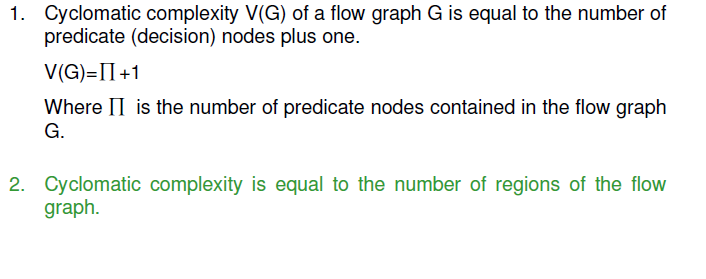 1. Cyclomatic complexity V(G) of a flow graph G is equal to the number of
predicate (decision) nodes plus one.
V(G)=∏+1
Where ∏ is the number of predicate nodes contained in the flow graph
G.
2. Cyclomatic complexity is equal to the number of regions of the flow
graph.